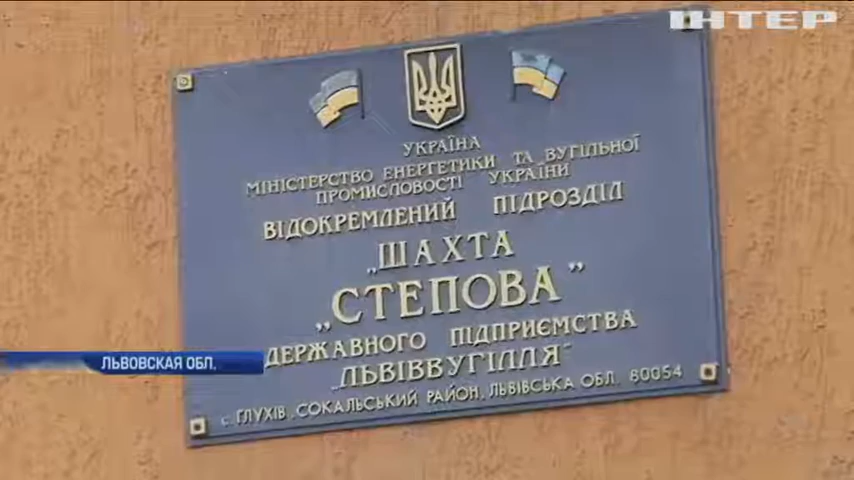 ІНТЕР
УКРАЇНА
МІНІСТЕРСТВО ЕНЕРГЕТИКИ ТА ВУГІЛЬНОЇ
ПРОМИСЛОВОСТІ УКРАЇНИ
ВІДОКРЕМЛЕНИЙ ПІДРОЗДІЛ
„ШАХТА
„СТЕПОВА”
ДЕРЖАВНОГО ПІДПРИЄМСТВА
„ЛЬВІВВУГІЛЛЯ”
с. ГЛУХІВ, СОКАЛЬСЬКИЙ РАЙОН, ЛЬВІВСЬКА ОБЛ. 80054
ЛЬВОВСКАЯ ОБЛ.